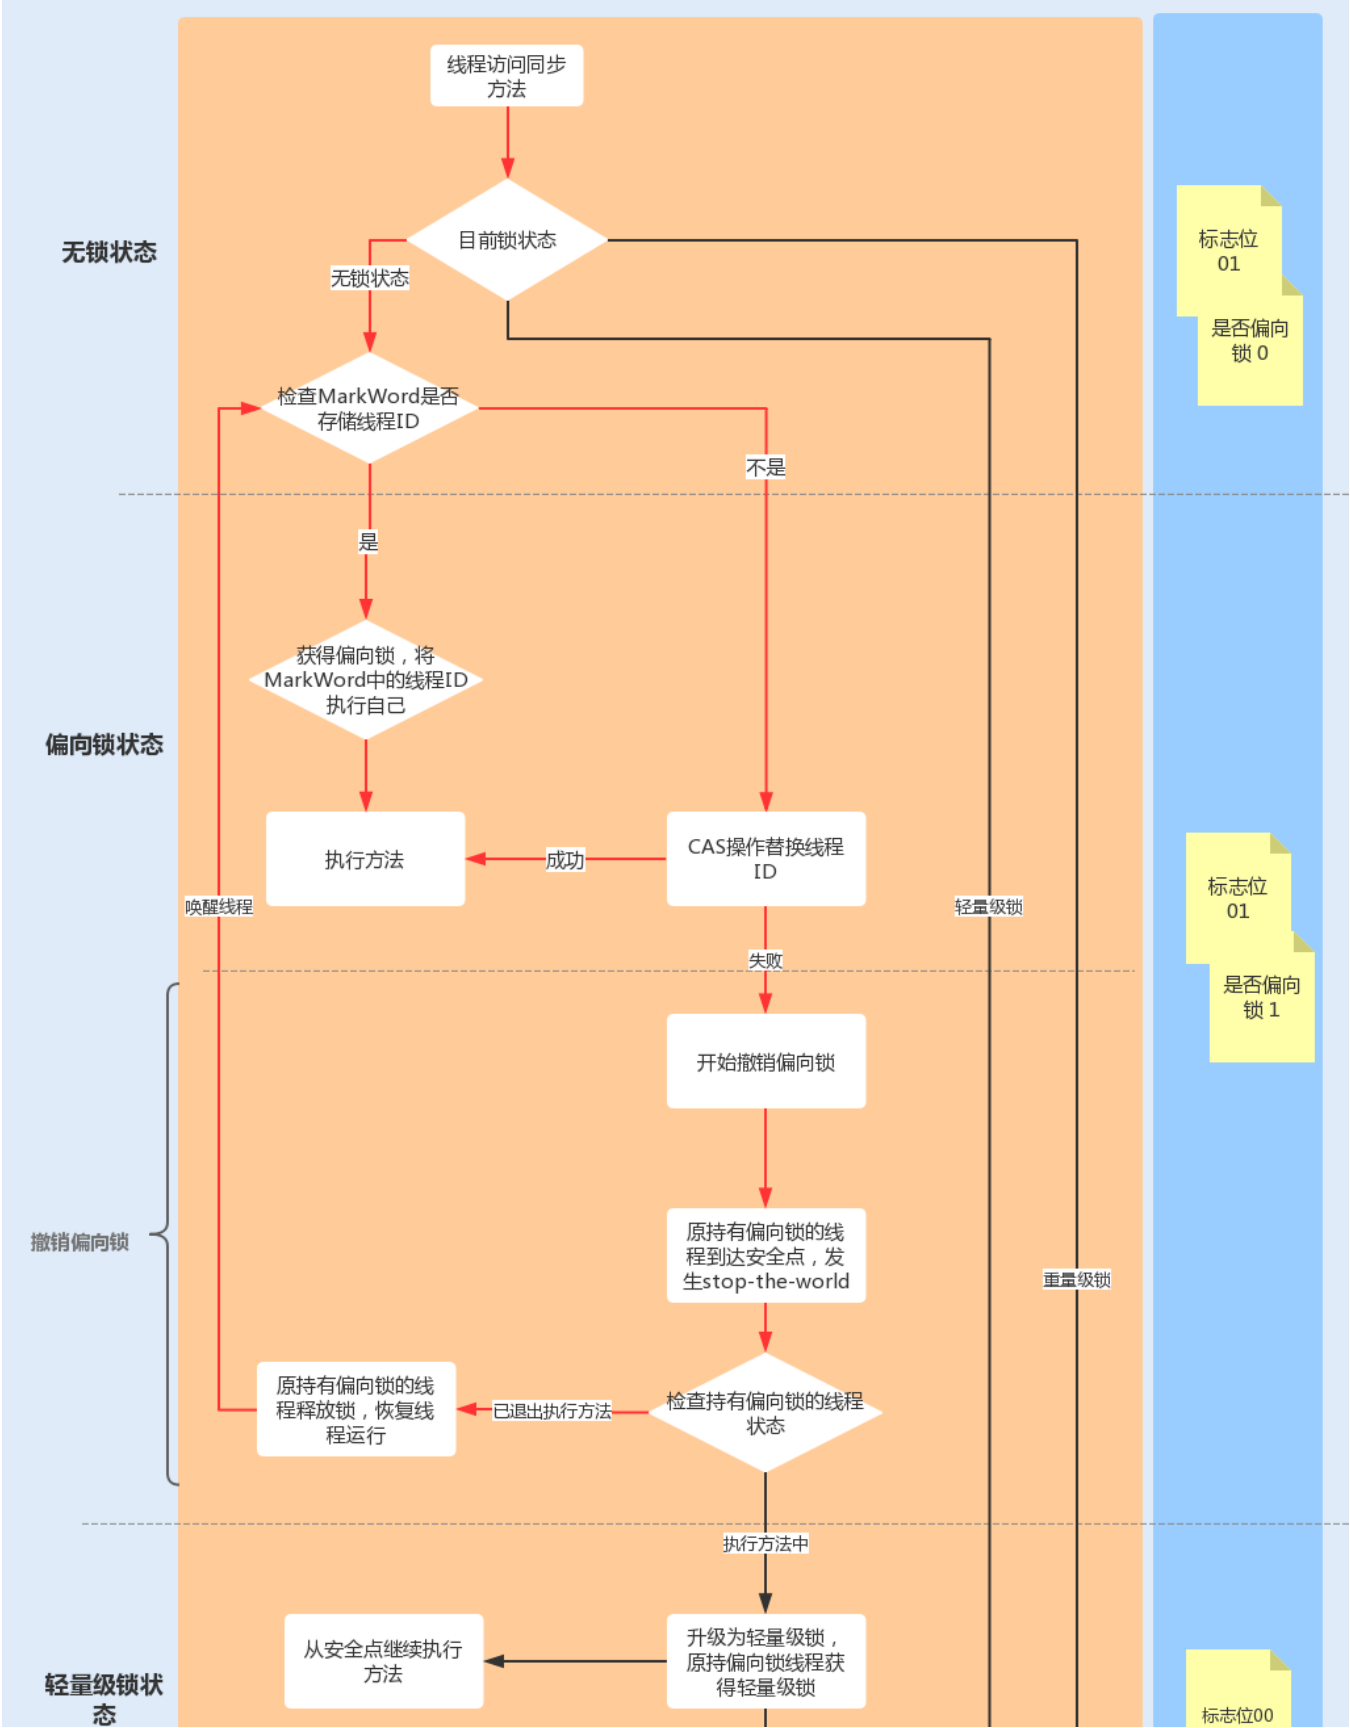 线程访问同步
方法
目前锁状态
无锁状态
无锁状态
标志位
01
是否偏向
锁 0
检查MarkWord是否
存储线程ID
不是
是
获得偏向锁，将
MarkWord中的线程ID
执行自己
偏向锁状态
执行方法
成功
CAS操作替换线程
ID
标志位
01
是否偏向
锁 1
唤醒线程
轻量级锁
失败
开始撤销偏向锁
撤销偏向锁
原持有偏向锁的线
程到达安全点，发
生stop-the-world
重量级锁
原持有偏向锁的线
程释放锁，恢复线
程运行
已退出执行方法
检查持有偏向锁的线程
状态
执行方法中
从安全点继续执行
方法
升级为轻量级锁，
原持偏向锁线程获
得轻量级锁
轻量级锁状
态
标志位00